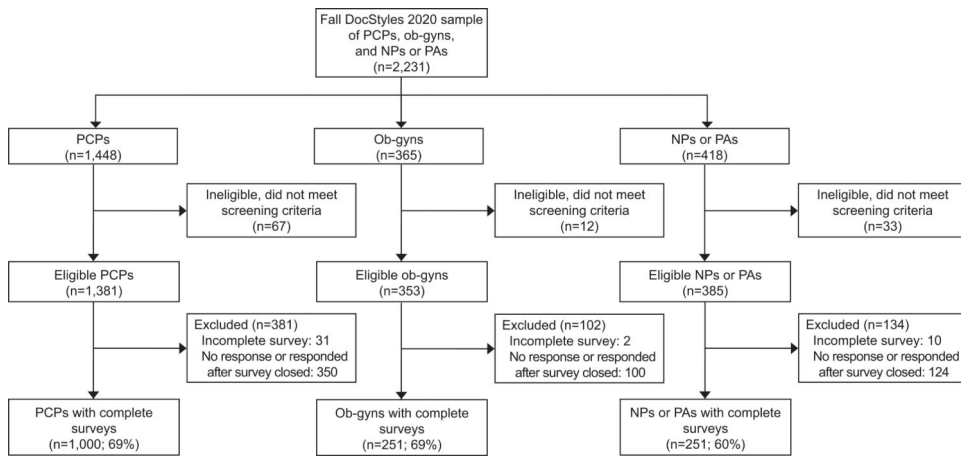 Fall DocStyles 2020 sample
of PCPs, ob-gyns,
and NPs or PAs
(n=2,231)
PCPs
(n=1,448)
Ob-gyns
(n=365)
NPs or PAs
(n=418)
Ineligible, did not meet
screening criteria
(n=67)
Ineligible, did not meet
screening criteria
(n=12)
Ineligible, did not meet
screening criteria
(n=33)
Eligible PCPs
(n=1,381)
Eligible ob-gyns
(n=353)
Eligible NPs or PAs
(n=385)
Excluded (n=381)
Incomplete survey: 31
No response or responded
after survey closed: 350
Excluded (n=102)
Incomplete survey: 2
No response or responded
after survey closed: 100
Excluded (n=134)
Incomplete survey: 10
No response or responded
after survey closed: 124
PCPs with complete
surveys
(n=1,000; 69%)
Ob-gyns with complete
surveys
(n=251; 69%)
NPs or PAs with complete
surveys
(n=251; 60%)